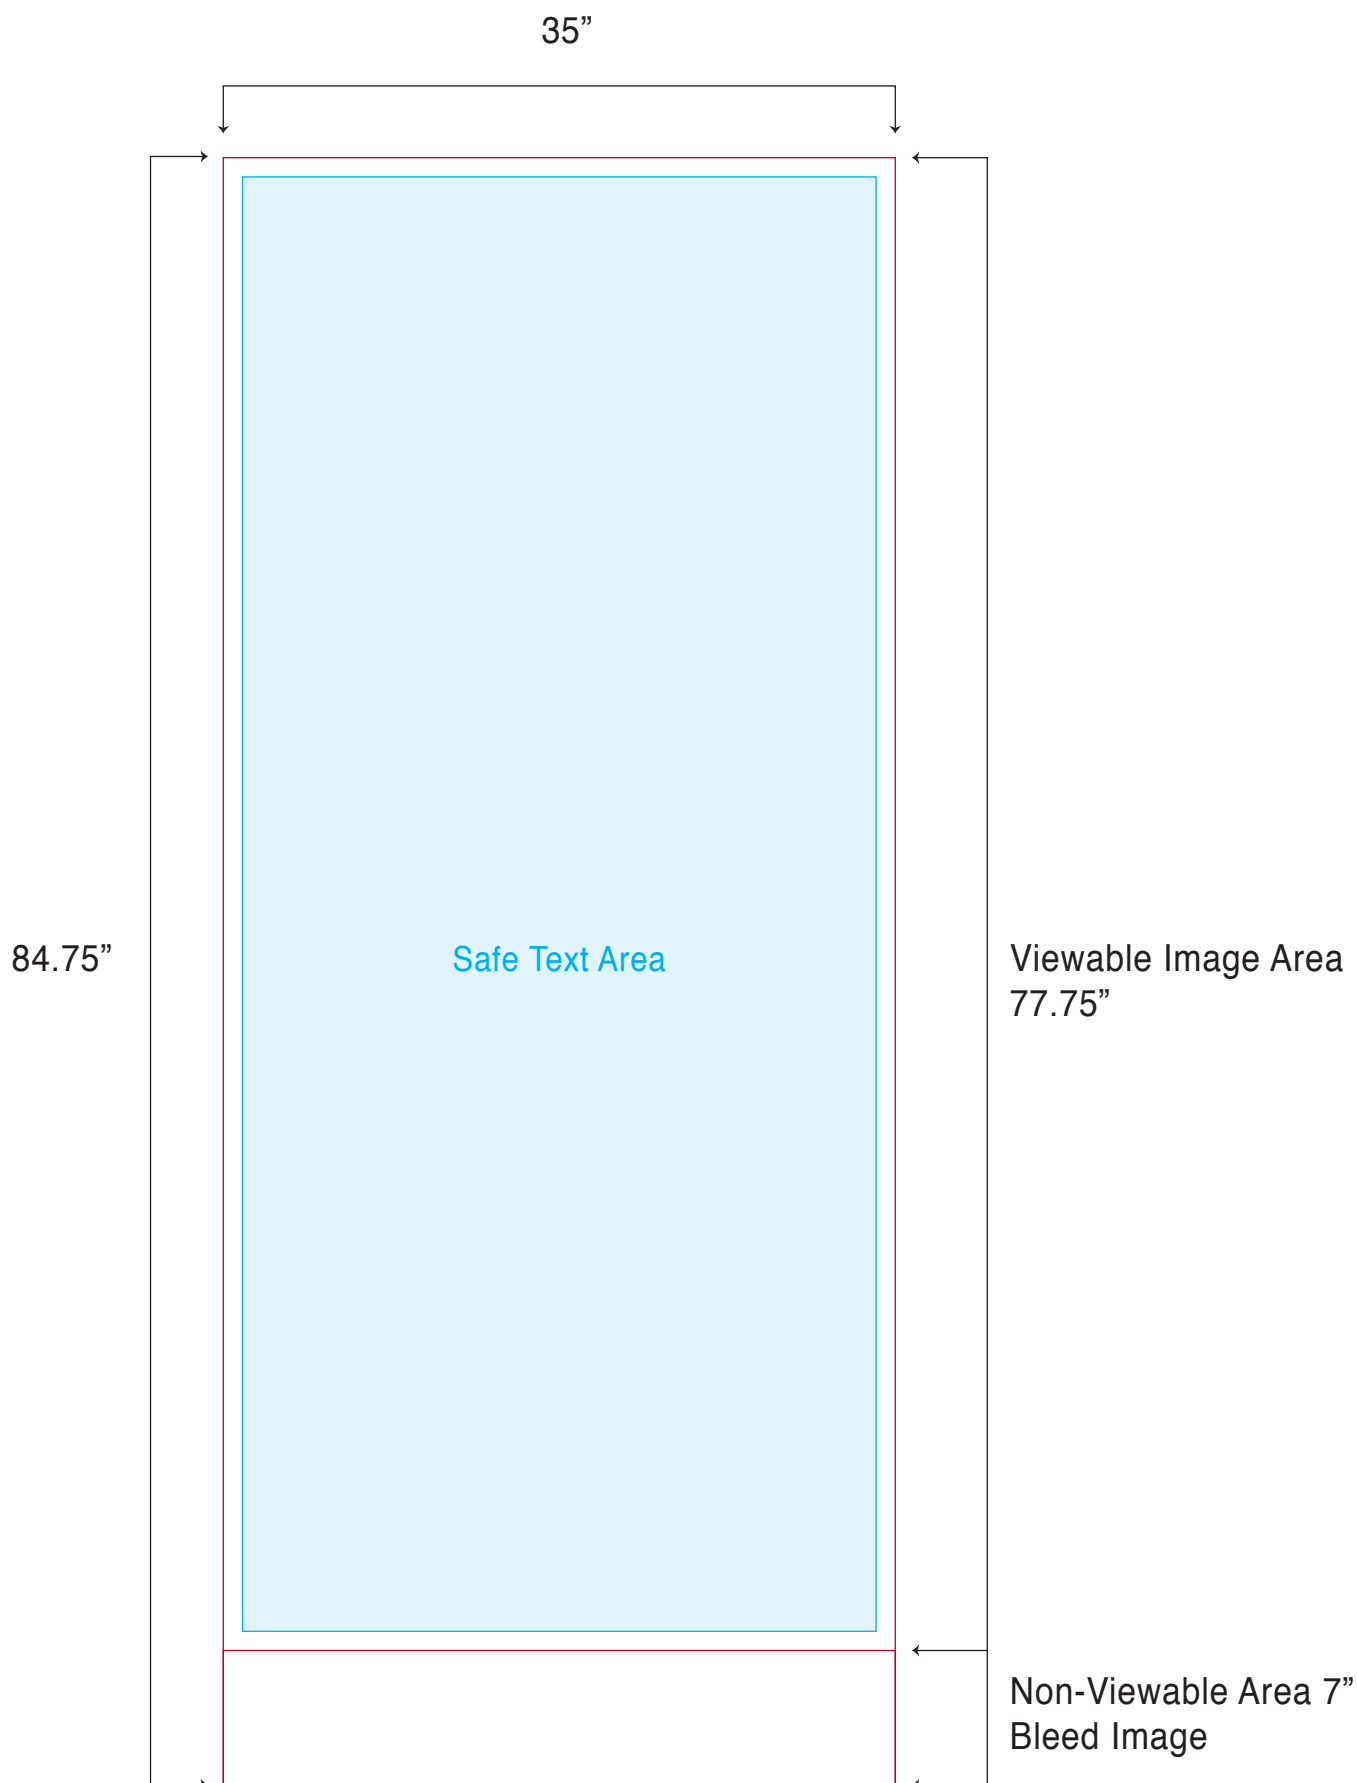 35”
84.75”
Safe Text Area
Viewable Image Area
77.75”
Non-Viewable Area 7”
Bleed Image